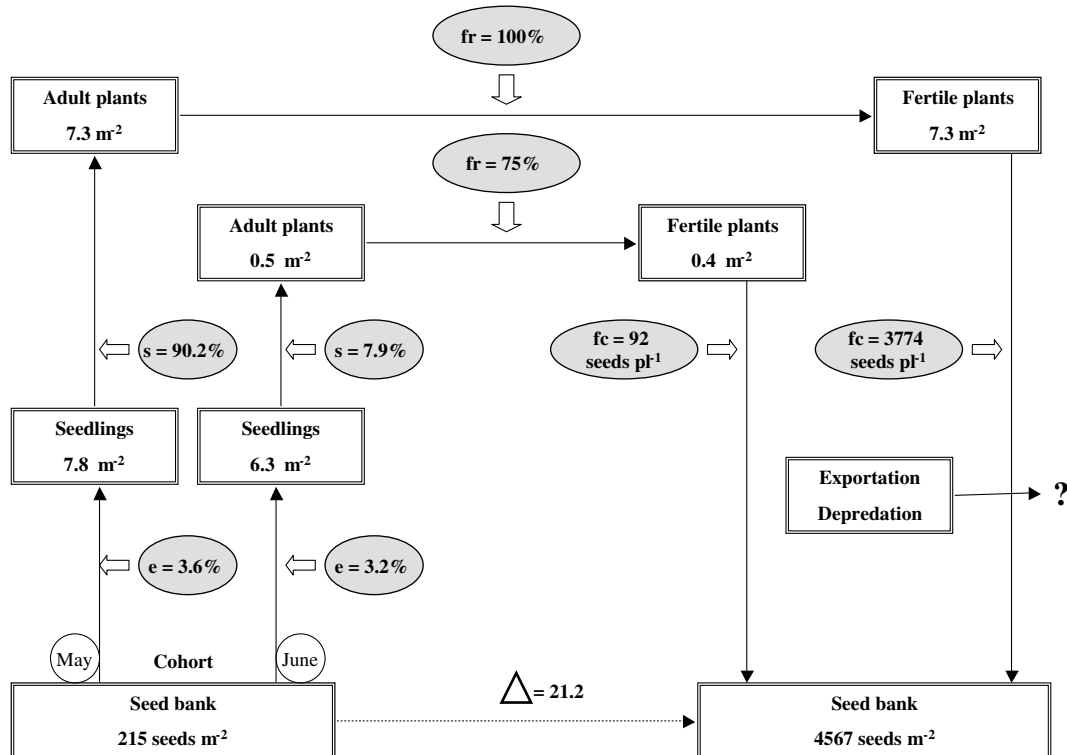 fr = 100%
Adult plants
7.3 m-2
Fertile plants
7.3 m-2
fr = 75%
Adult plants
0.5 m-2
Fertile plants
0.4 m-2
s = 90.2%
s = 7.9%
fc = 92
seeds pl-1
fc = 3774
seeds pl-1
Seedlings
7.8 m-2
Seedlings
6.3 m-2
Exportation
Depredation
?
e = 3.6%
e = 3.2%
May
Cohort
June
= 21.2
Seed bank
215 seeds m-2
Seed bank
4567 seeds m-2